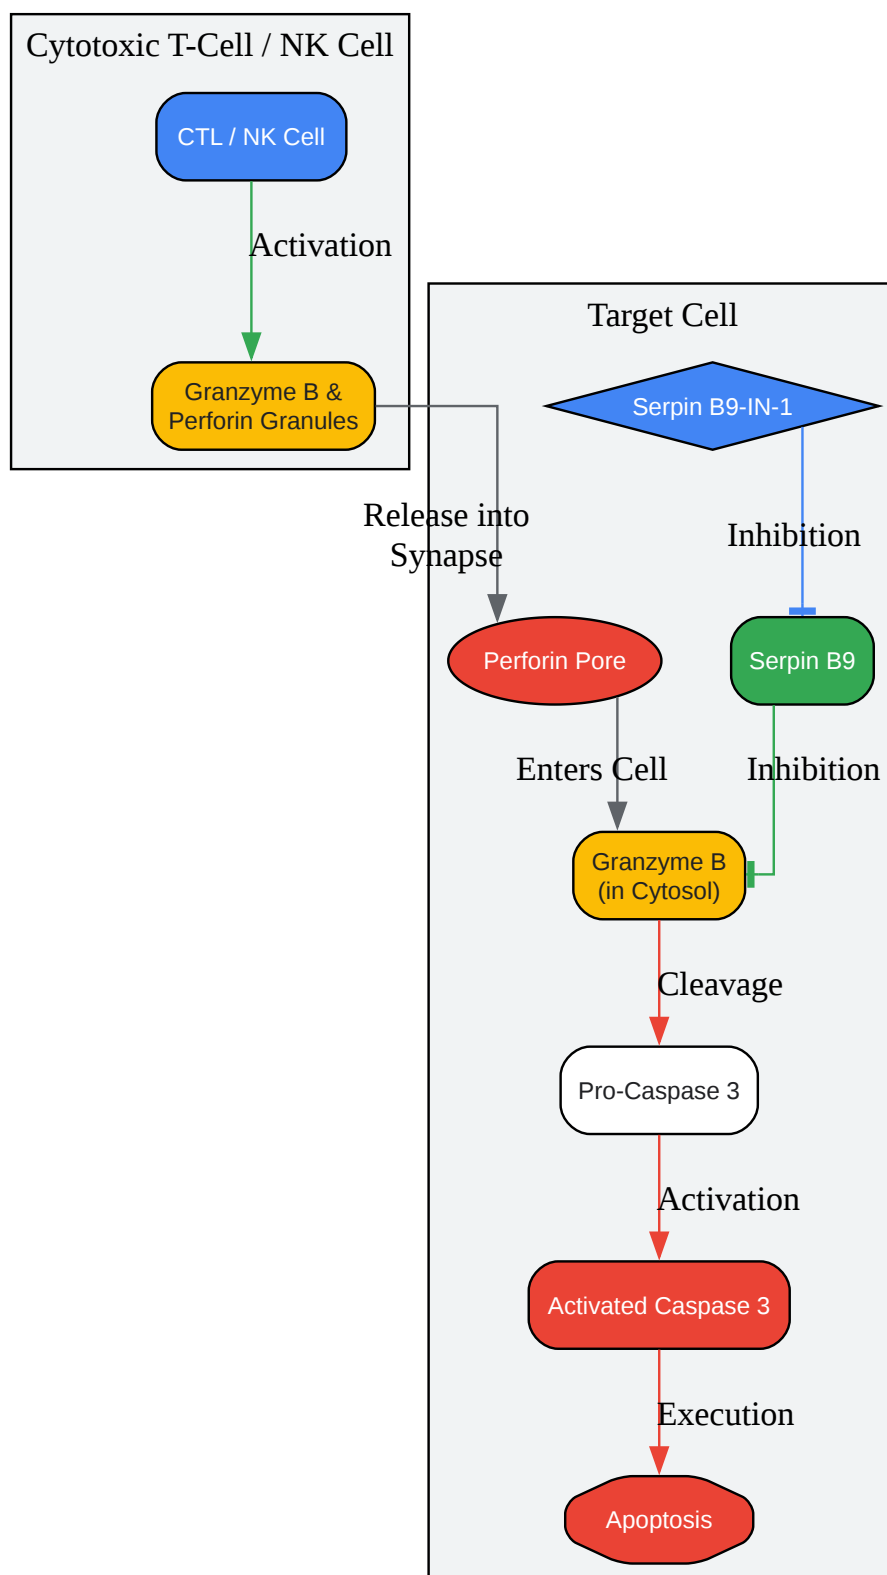 Cytotoxic T-Cell / NK Cell
CTL / NK Cell
Activation
Granzyme B &
Perforin Granules
Target Cell
Serpin B9-IN-1
Release into
Synapse
Inhibition
Perforin Pore
Serpin B9
Enters Cell
Inhibition
Granzyme B
(in Cytosol)
Cleavage
Pro-Caspase 3
Activation
Activated Caspase 3
Execution
Apoptosis